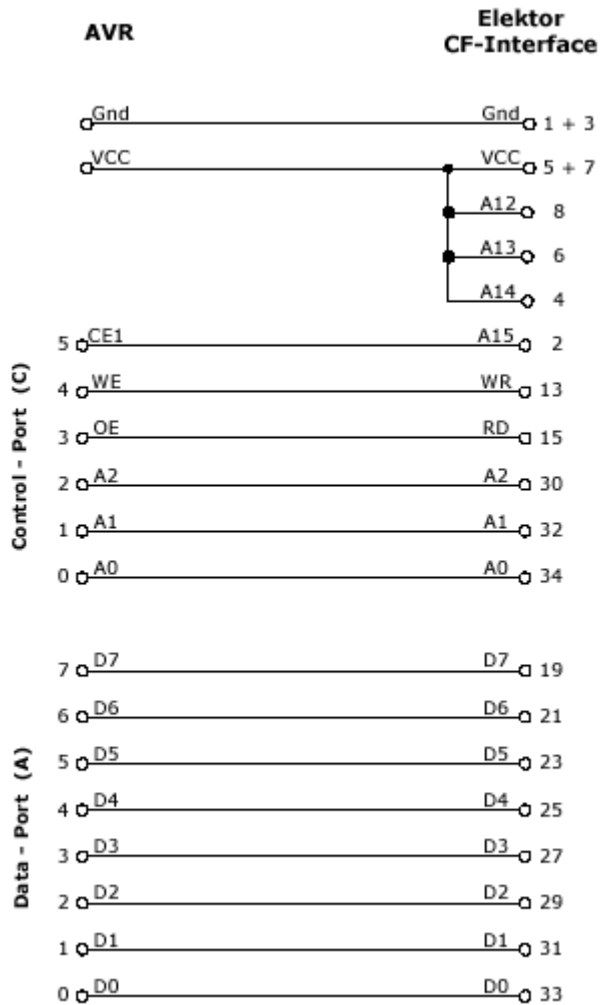 AVR Elektor
CF-Interface
Gnd Gnd 1 + 3
VCC VCC 5 + 7
A12 8
A13 6
A14 4
5 CE1 A15 2
4 WE WR 13
3 OE RD 15
2 A2 A2 30
1 A1 A1 32
0 A0 A0 34
Control - Port (C)
7 D7 D7 19
6 D6 D6 21
5 D5 D5 23
4 D4 D4 25
3 D3 D3 27
2 D2 D2 29
1 D1 D1 31
0 D0 D0 33
Data - Port (A)